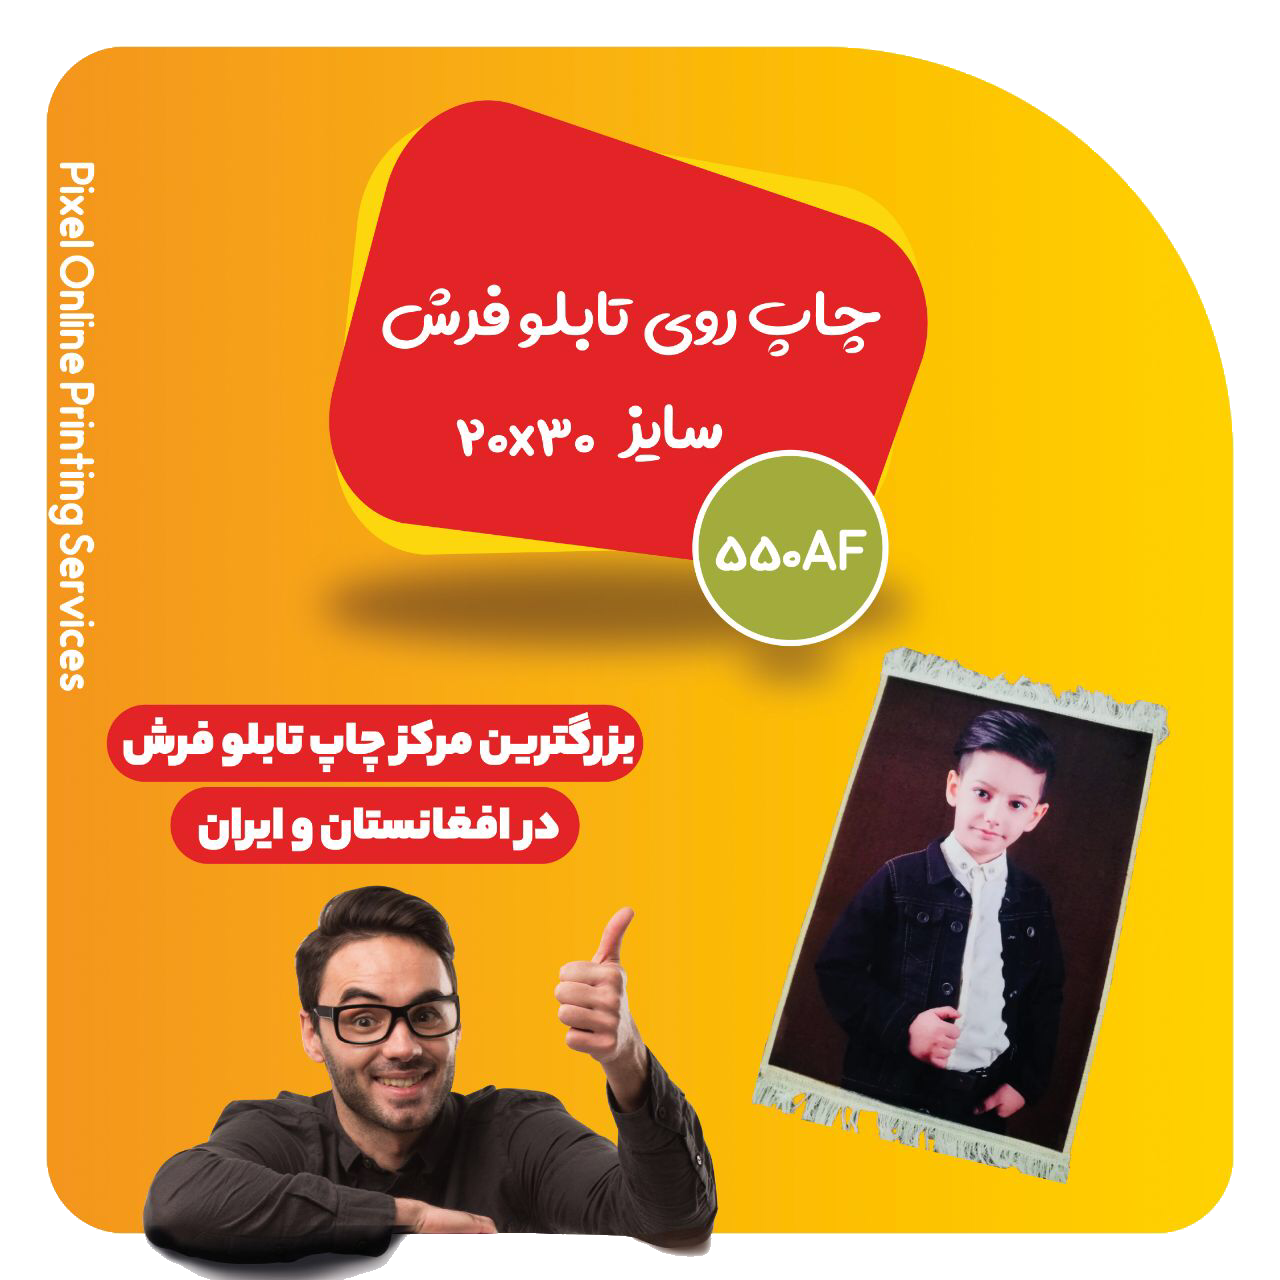 چاپ روی تابلو فرش
سایز ۲۰x۳۰
۵۵۰AF
Pixel Online Printing Services
بزرگترین مرکز چاپ تابلو فرش
در افغانستان و ایران